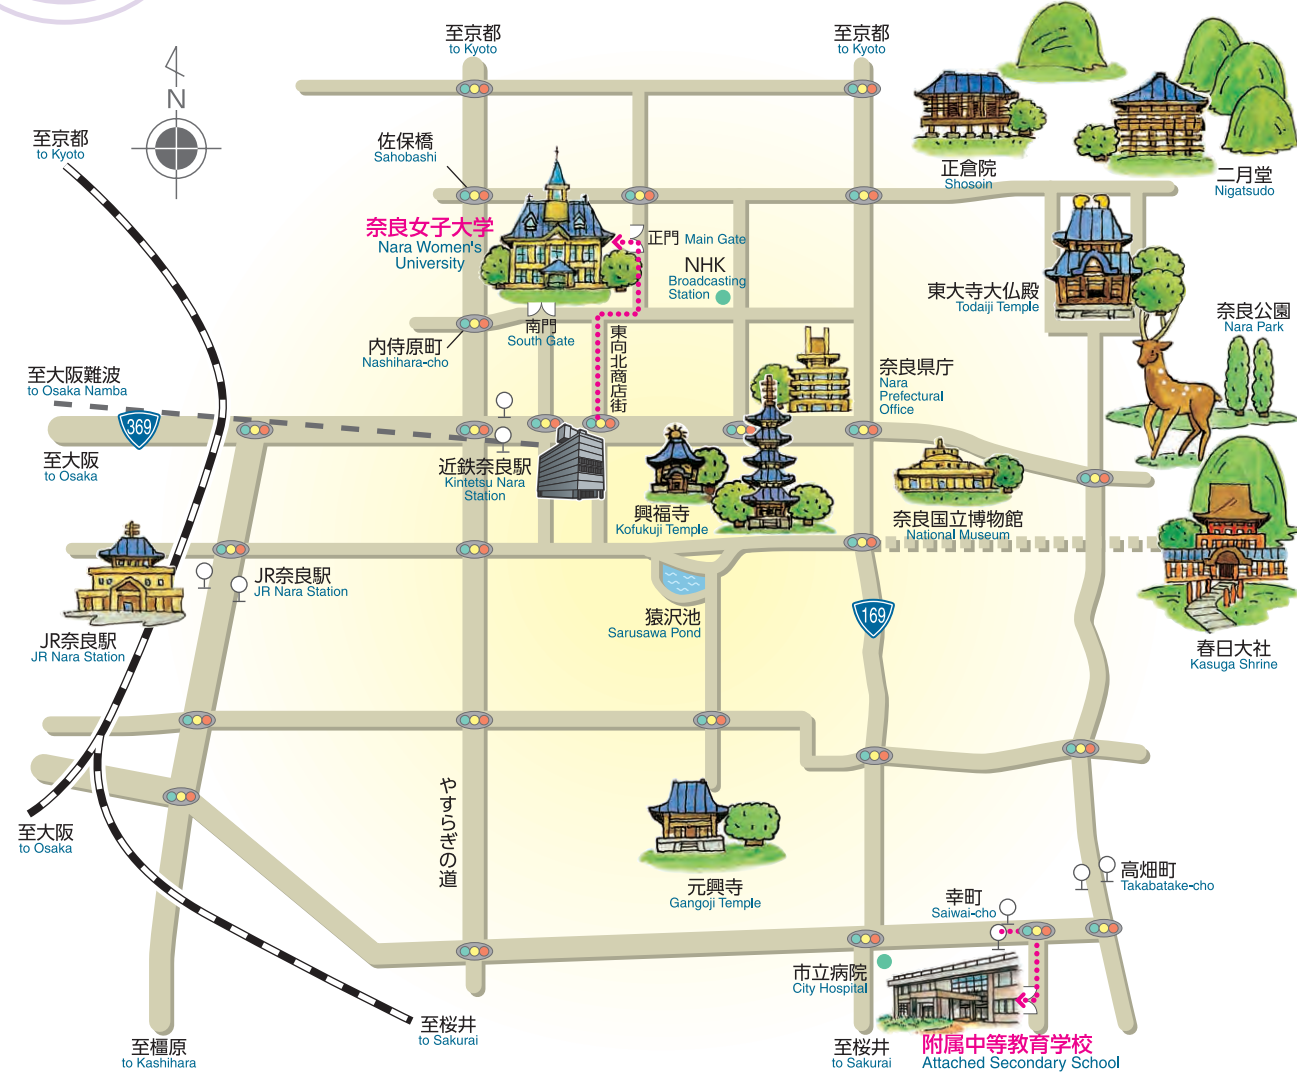 至京都
to Kyoto
至京都
to Kyoto
N
至京都
to Kyoto
佐保橋
Sahobashi
正倉院
Shosoin
二月堂
Nigatsudo
奈良女子大学
Nara Women's
University
正門 Main Gate
NHK
Broadcasting
Station
東大寺大仏殿
Todaiji Temple
奈良公園
Nara Park
南門
South Gate
東向北商店街
内侍原町
Nashihara-cho
奈良県庁
Nara
Prefectural
Office
至大阪難波
to Osaka Namba
369
至大阪
to Osaka
近鉄奈良駅
Kintetsu Nara
Station
興福寺
Kofukuji Temple
奈良国立博物館
National Museum
JR奈良駅
JR Nara Station
JR奈良駅
JR Nara Station
猿沢池
Sarusawa Pond
169
春日大社
Kasuga Shrine
やすらぎの道
至大阪
to Osaka
元興寺
Gangoji Temple
高畑町
Takabatake-cho
幸町
Saiwai-cho
市立病院
City Hospital
至桜井
to Sakurai
至橿原
to Kashihara
至桜井
to Sakurai
附属中等教育学校
Attached Secondary School